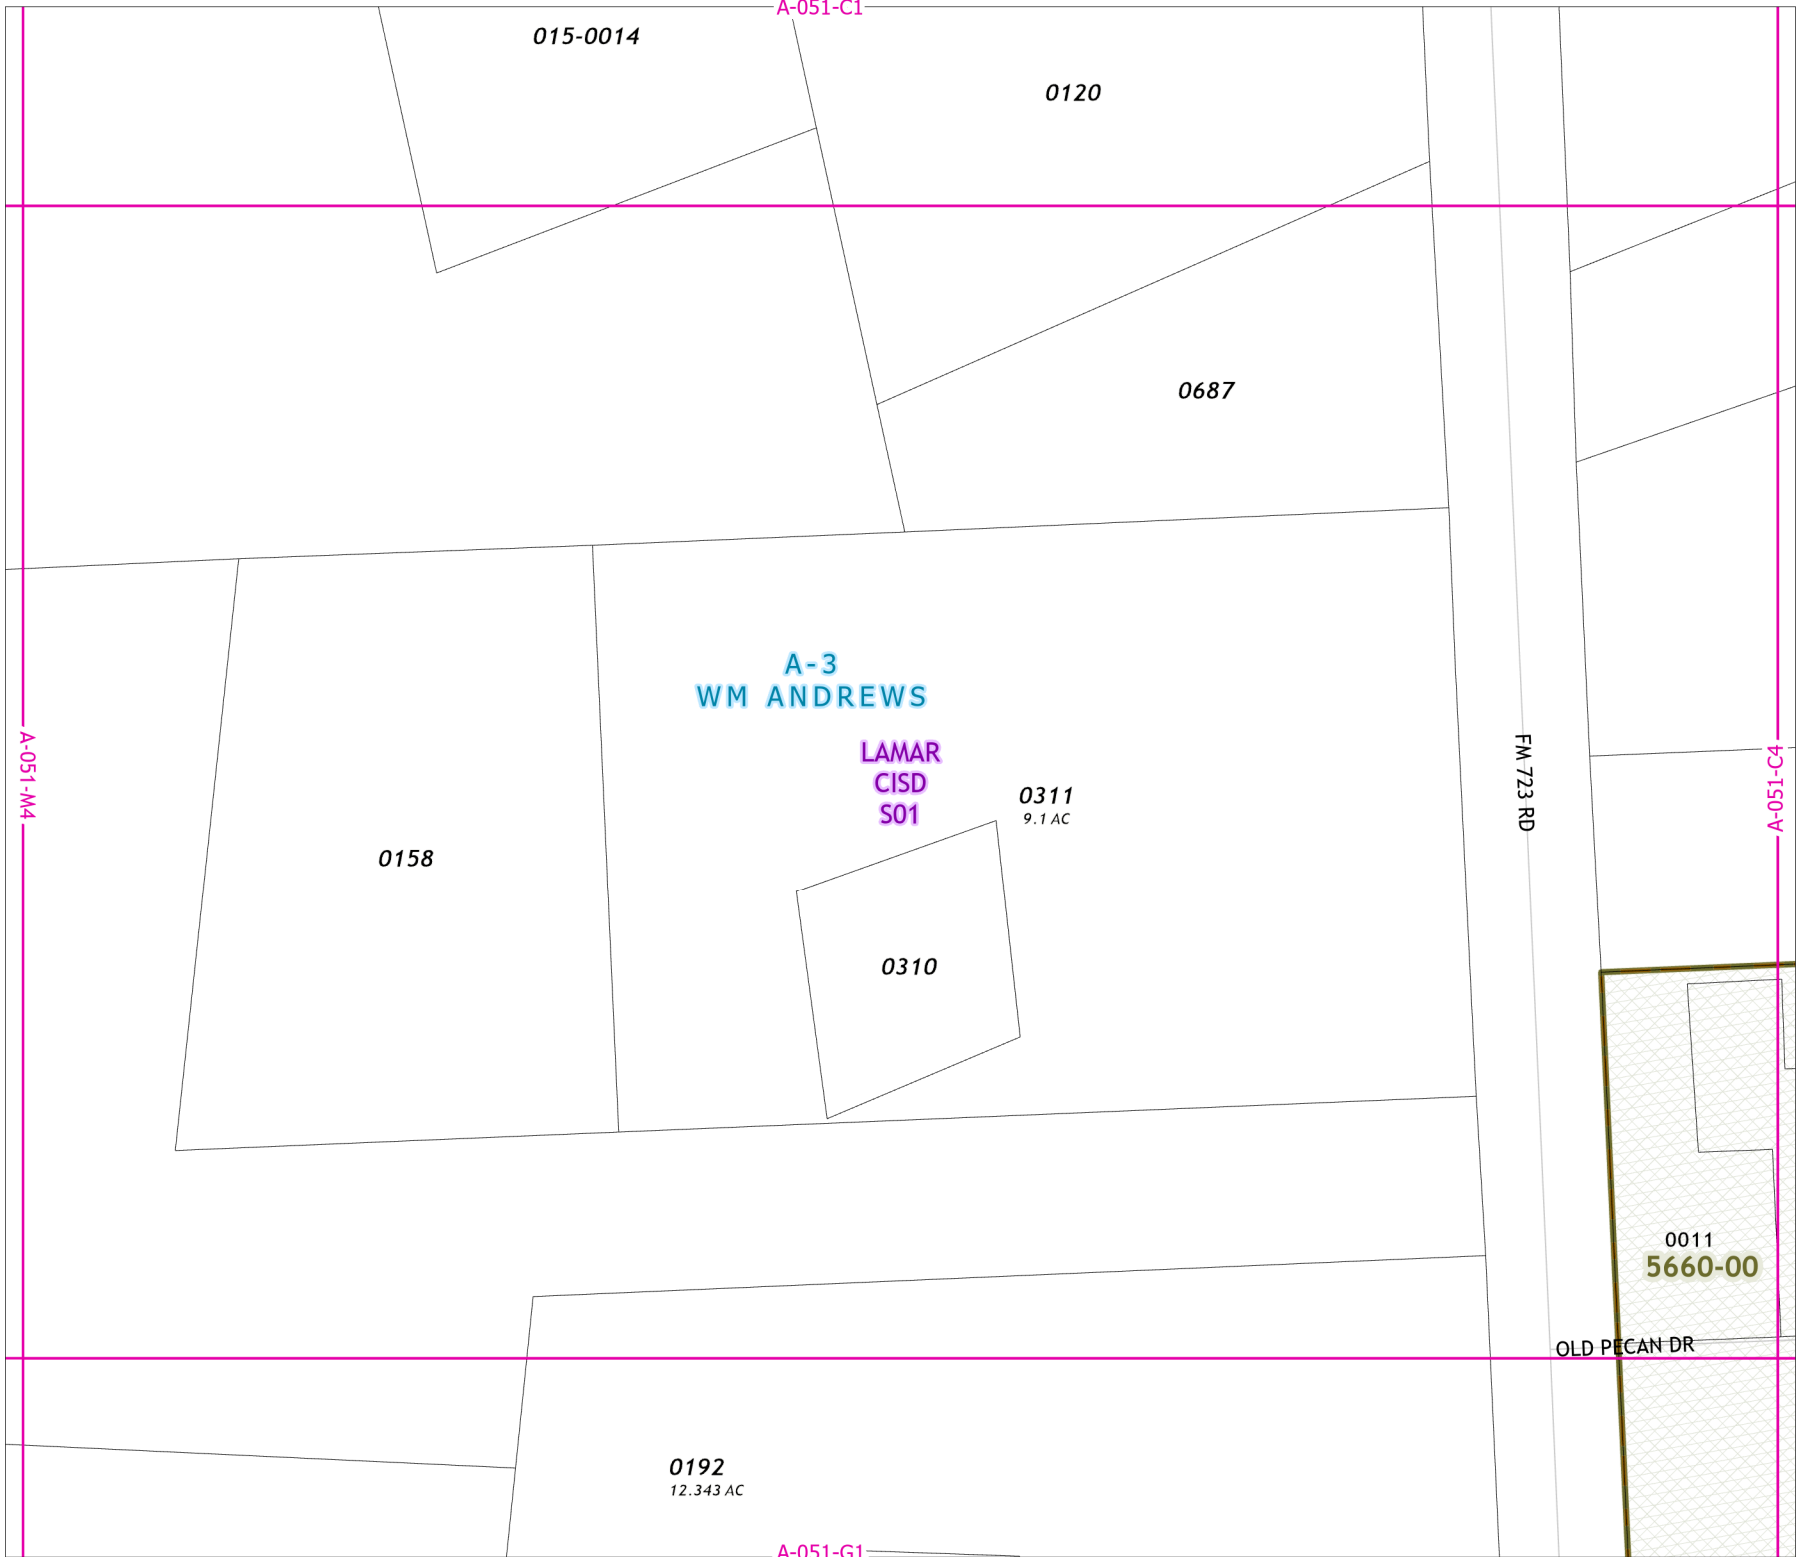 A-051-C1
015-0014
0120
0687
A-3
WM ANDREWS
LAMAR
CISD
S01
0311
9.1 AC
A-051-M4
FM 723 RD
A-051-C4
0158
0310
0011
5660-00
OLD PECAN DR
0192
12.343 AC
A-051-G1